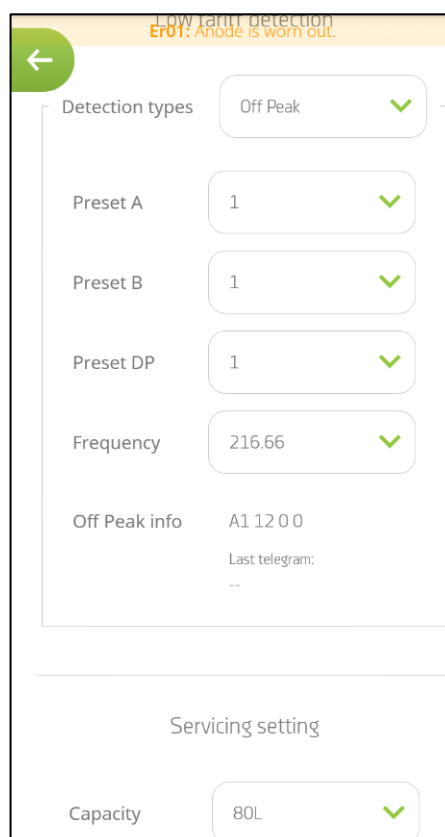 Low tariff detection
Er01: Anode is worn out.
Detection types Off Peak
Preset A 1
Preset B 1
Preset DP 1
Frequency 216.66
Off Peak info A1 12 0 0
Last telegram:
--
Servicing setting
Capacity 80L